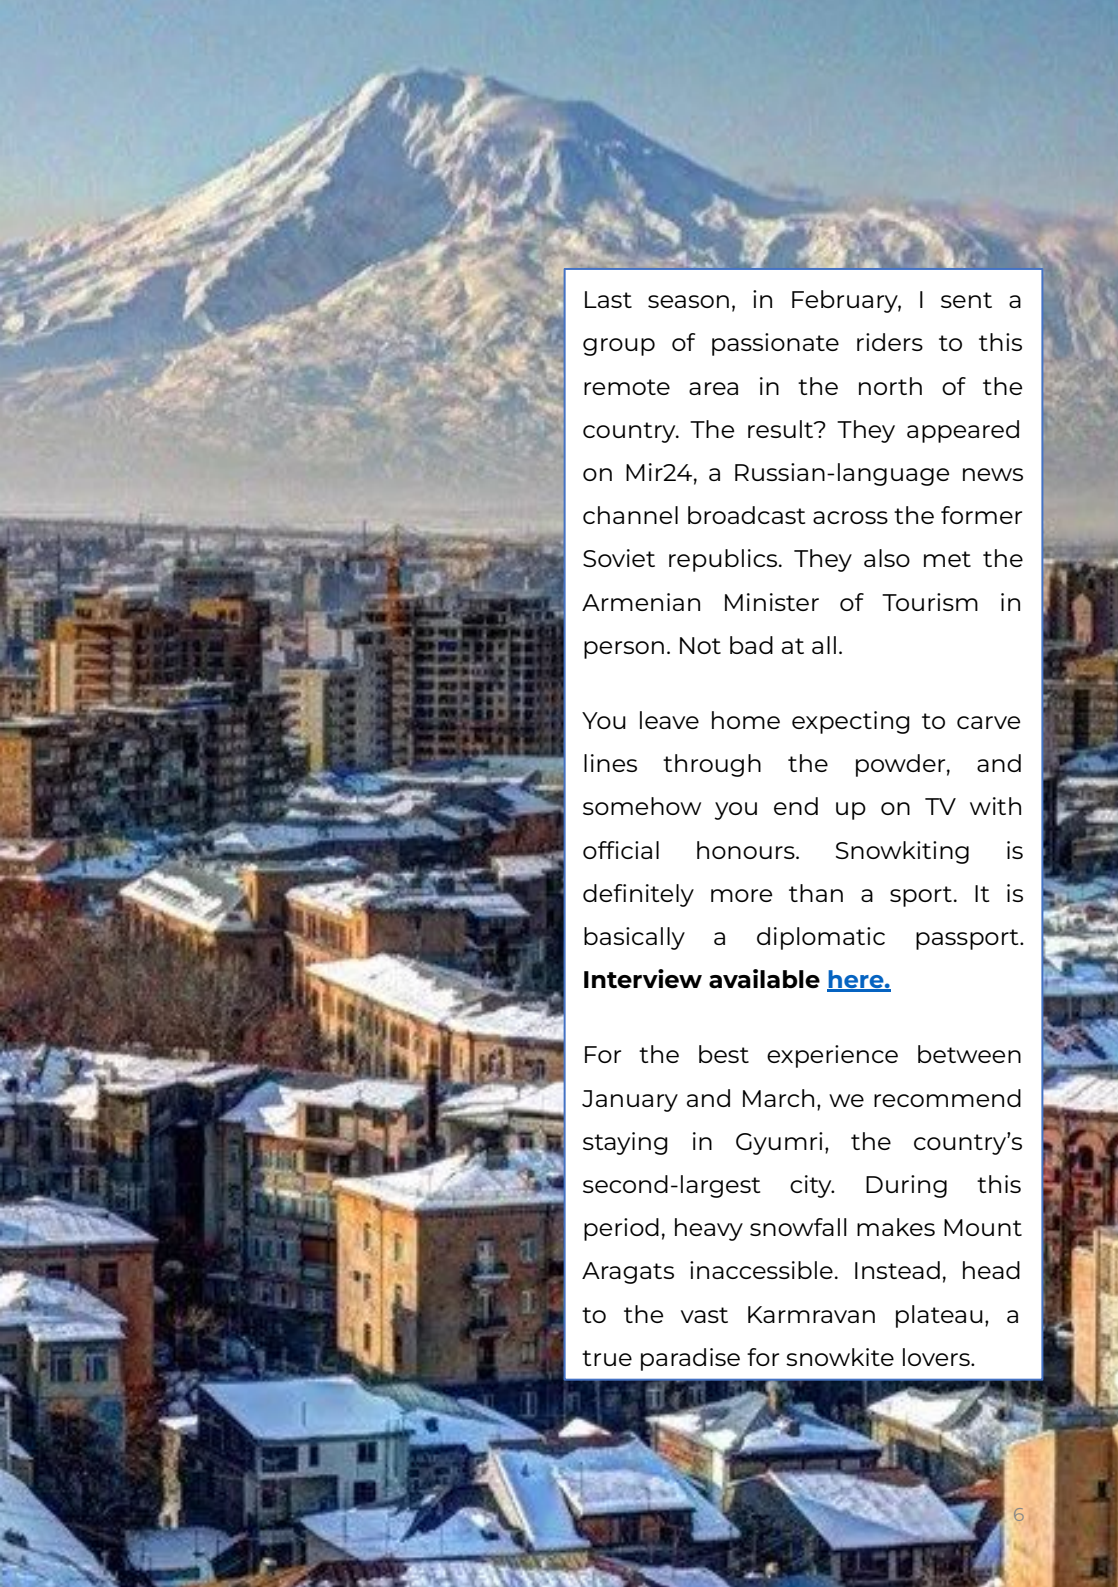 Last season, in February, I sent a
group of passionate riders to this
remote area in the north of the
country. The result? They appeared
on Mir24, a Russian-language news
channel broadcast across the former
Soviet republics. They also met the
Armenian Minister of Tourism in
person. Not bad at all.
You leave home expecting to carve
lines through the powder, and
somehow you end up on TV with
official honours. Snowkiting is
definitely more than a sport. It is
basically a diplomatic passport.
Interview available here.
For the best experience between
January and March, we recommend
staying in Gyumri, the country’s
second-largest city. During this
period, heavy snowfall makes Mount
Aragats inaccessible. Instead, head
to the vast Karmravan plateau, a
true paradise for snowkite lovers.
6